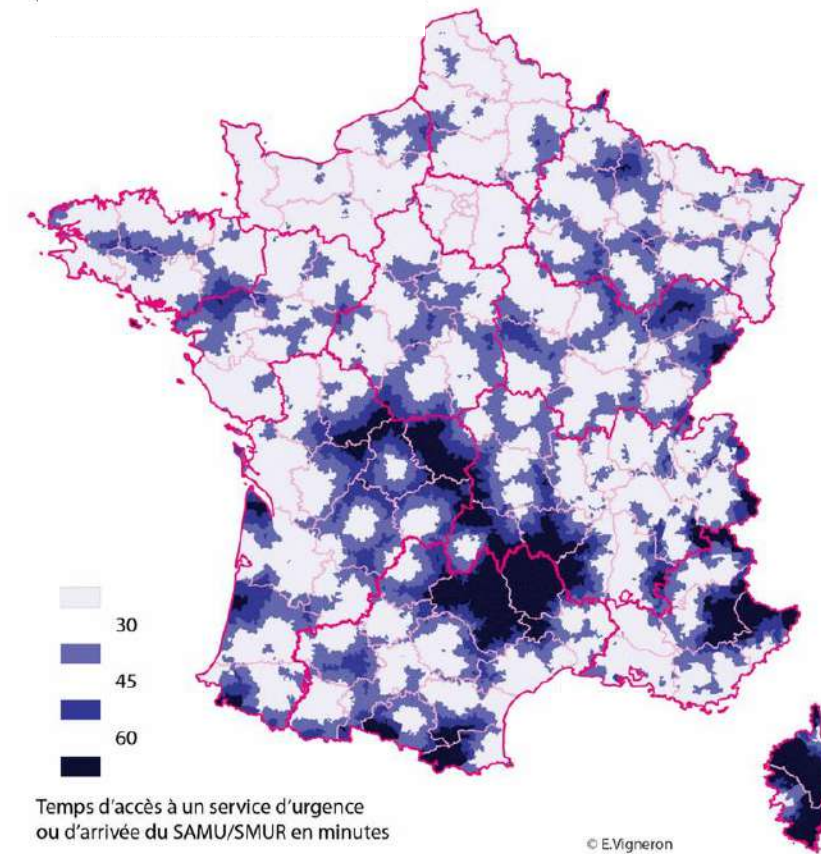 30
45
60
Temps d'accès à un service d'urgence
ou d'arrivée du SAMU/SMUR en minutes
© E.Vigneron